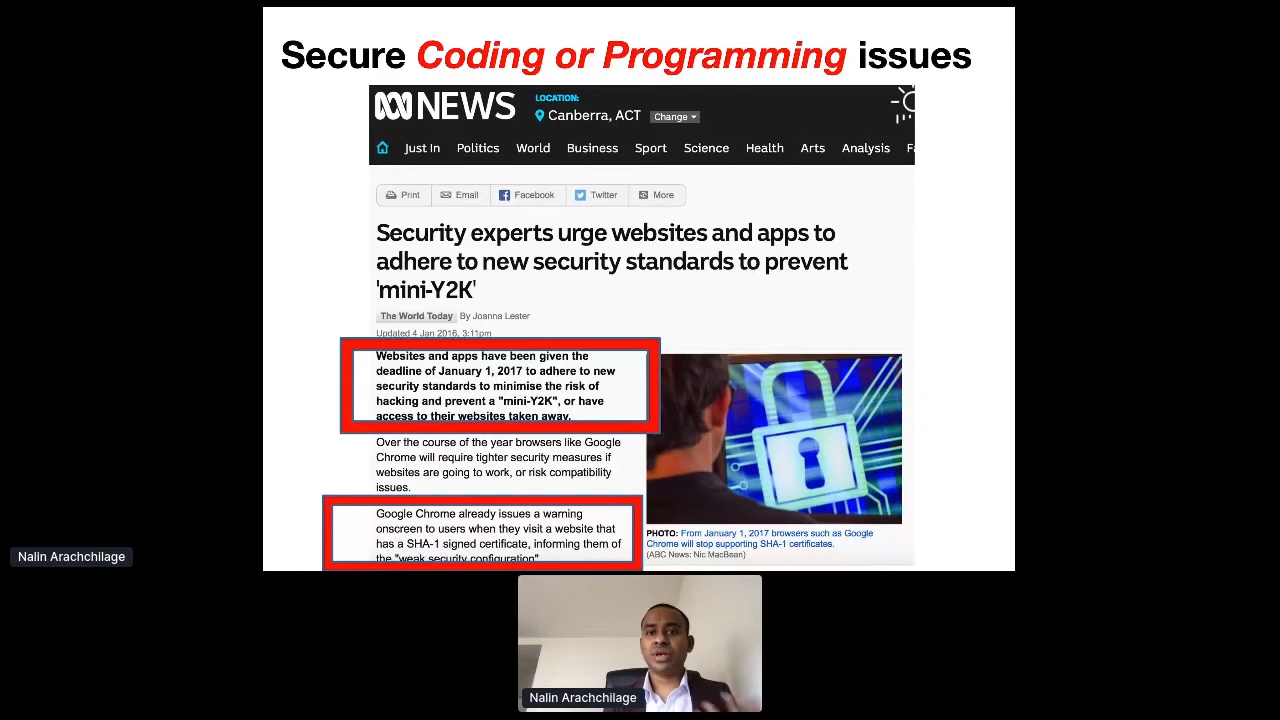 Secure Coding or Programming issues
NEWS
LOCATION:
Canberra, ACT Change
Just In Politics World Business Sport Science Health Arts Analysis
Print Email Facebook Twitter More
Security experts urge websites and apps to
adhere to new security standards to prevent
'mini-Y2K'
The World Today By Joanna Lester
Updated 4 Jan 2016, 3:11pm
Websites and apps have been given the
deadline of January 1, 2017 to adhere to new
security standards to minimise the risk of
hacking and prevent a "mini-Y2K", or have
access to their websites taken away.
Over the course of the year browsers like Google
Chrome will require tighter security measures if
websites are going to work, or risk compatibility
issues.
Google Chrome already issues a warning
onscreen to users when they visit a website that
has a SHA-1 signed certificate, informing them of
the "weak security configuration"
PHOTO: From January 1, 2017 browsers such as Google
Chrome will stop supporting SHA-1 certificates.
(ABC News: Nic MacBean)
Nalin Arachchilage
Nalin Arachchilage